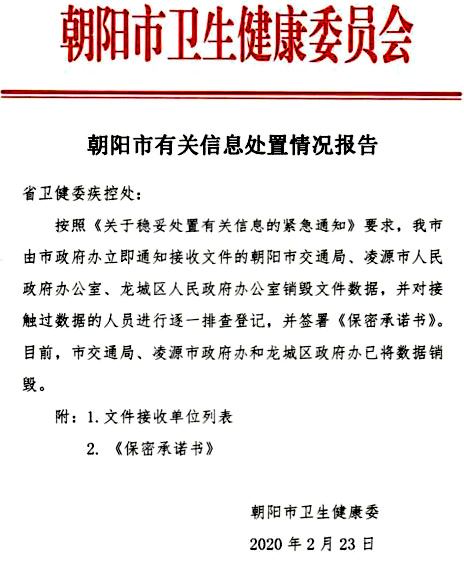 朝阳市卫生健康委员会
朝阳市有关信息处置情况报告
省卫健委疾控处：
按照《关于稳妥处置有关信息的紧急通知》要求，我市
由市政府办立即通知接收文件的朝阳市交通局、凌源市人民
政府办公室、龙城区人民政府办公室销毁文件数据，并对接
触过数据的人员进行逐一排查登记，并签署《保密承诺书》。
目前，市交通局、凌源市政府办和龙城区政府办已将数据销
毁。
附：1.文件接收单位列表
2.《保密承诺书》
朝阳市卫生健康委
2020年2月23日